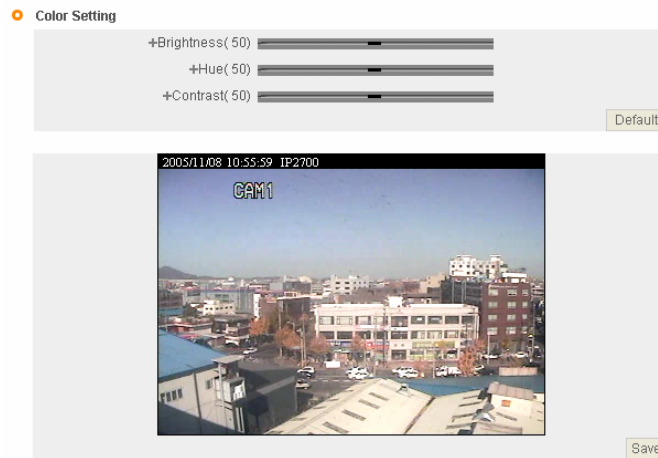 Color Setting
+Brightness( 50)
+Hue( 50)
+Contrast( 50)
Default
2005/11/08 10:55:59 IP2700
CAM1
Save